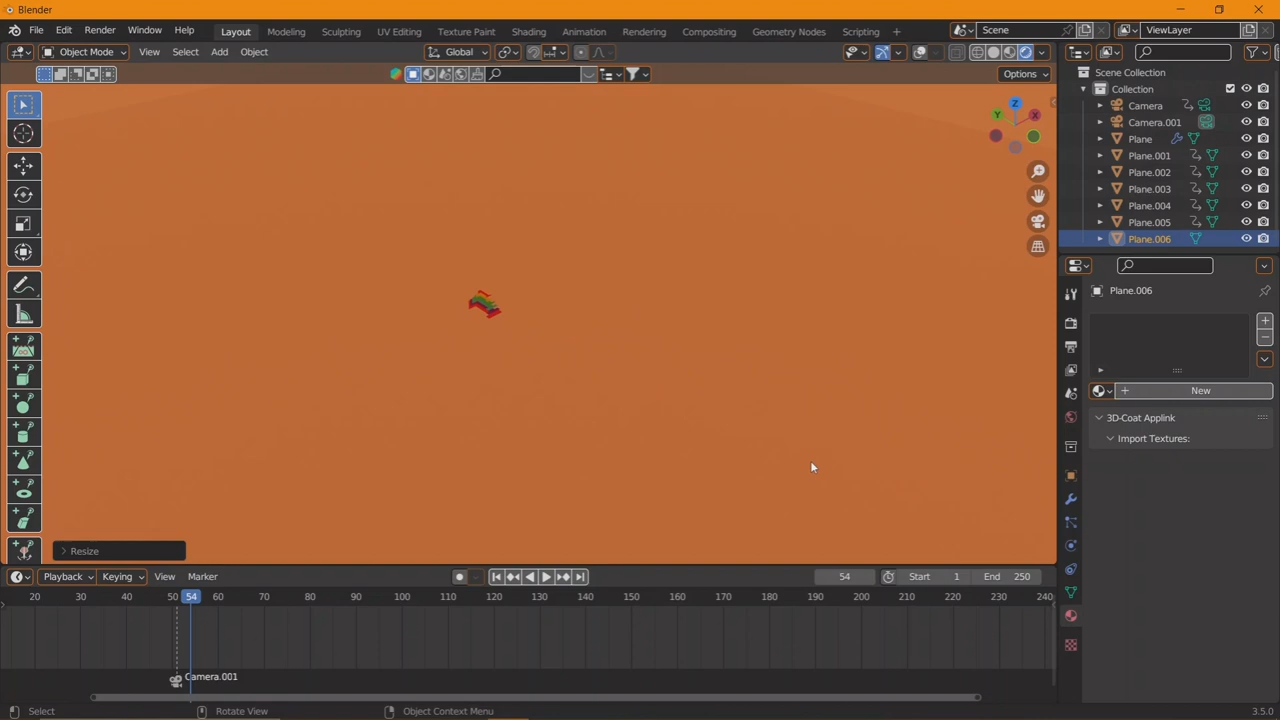 Blender
File Edit Render Window Help Layout Modeling Sculpting UV Editing Texture Paint Shading Animation Rendering Compositing Geometry Nodes Scripting + Scene ViewLayer
Object Mode View Select Add Object Global
Options
Scene Collection
Collection
Camera
Camera.001
Plane
Plane.001
Plane.002
Plane.003
Plane.004
Plane.005
Plane.006
Z
Y
X
Plane.006
New
3D-Coat Applink
Import Textures:
Resize
Playback Keying View Marker 54 Start 1 End 250
20 30 40 50 54 60 70 80 90 100 110 120 130 140 150 160 170 180 190 200 210 220 230 240
Camera.001
Select Rotate View Object Context Menu 3.5.0